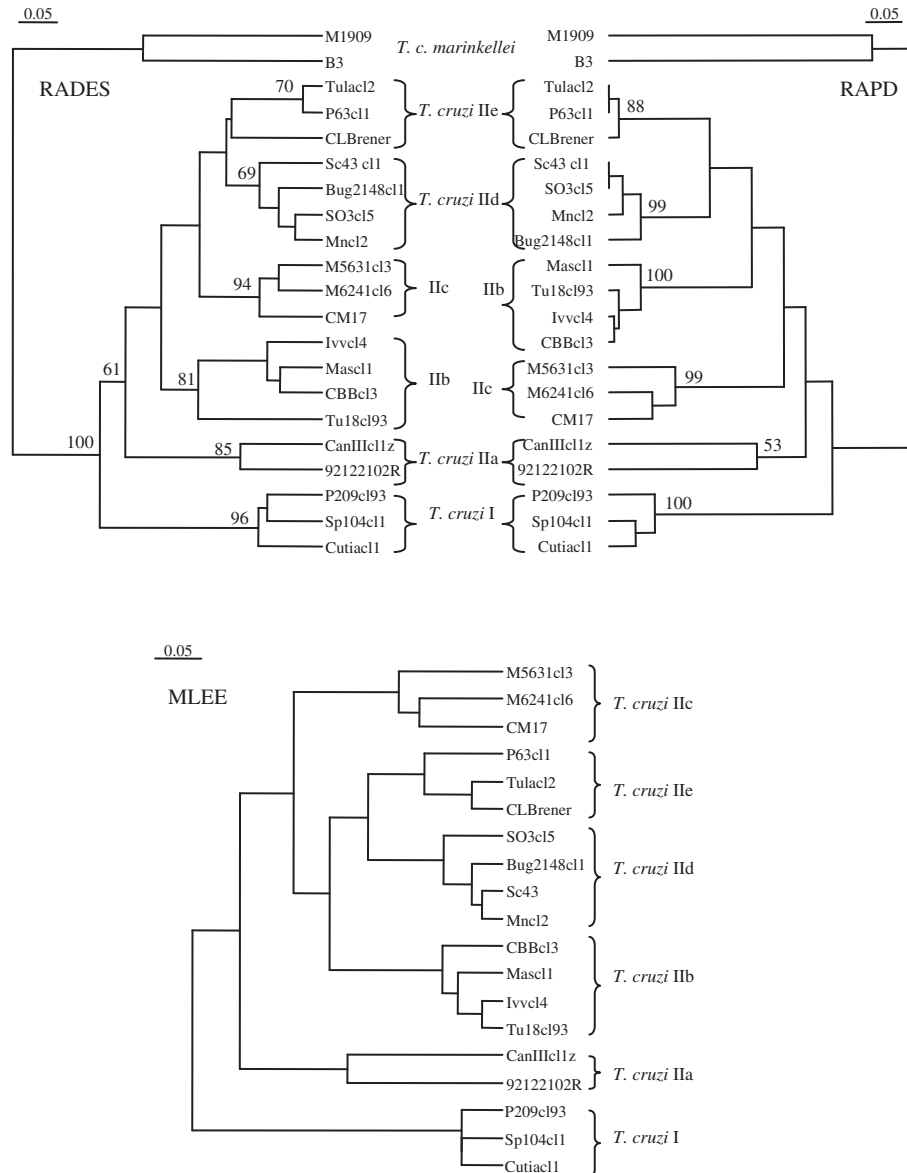 0.05 0.05
M1909 T. c. marinkellei M1909
B3 B3
RADES RAPD
70 Tulacl2 Tulacl2
P63cl1 T. cruzi IIe P63cl1 88
CLBrener CLBrener
69 Sc43 cl1 Sc43 cl1
Bug2148cl1 T. cruzi IId SO3cl5
SO3cl5 Mncl2 99
Mncl2 Bug2148cl1
M5631cl3 Mascl1
94 M6241cl6 IIc IIb Tu18cl93 100
CM17 Ivvcl4
Ivvcl4 CBBcl3
61 Mascl1 M5631cl3
81 CBBcl3 IIb IIc M6241cl6 99
Tu18cl93 CM17
100 CanIIIcl1z CanIIIcl1z
85 92122102R T. cruzi IIa 92122102R 53
P209cl93 P209cl93
96 Sp104cl1 T. cruzi I Sp104cl1 100
Cutiacl1 Cutiacl1
0.05
MLEE
M5631cl3
M6241cl6 T. cruzi IIc
CM17
P63cl1
Tulacl2 T. cruzi IIe
CLBrener
SO3cl5
Bug2148cl1 T. cruzi IId
Sc43
Mncl2
CBBcl3
Mascl1 T. cruzi IIb
Ivvcl4
Tu18cl93
CanIIIcl1z
92122102R T. cruzi IIa
P209cl93
Sp104cl1 T. cruzi I
Cutiacl1